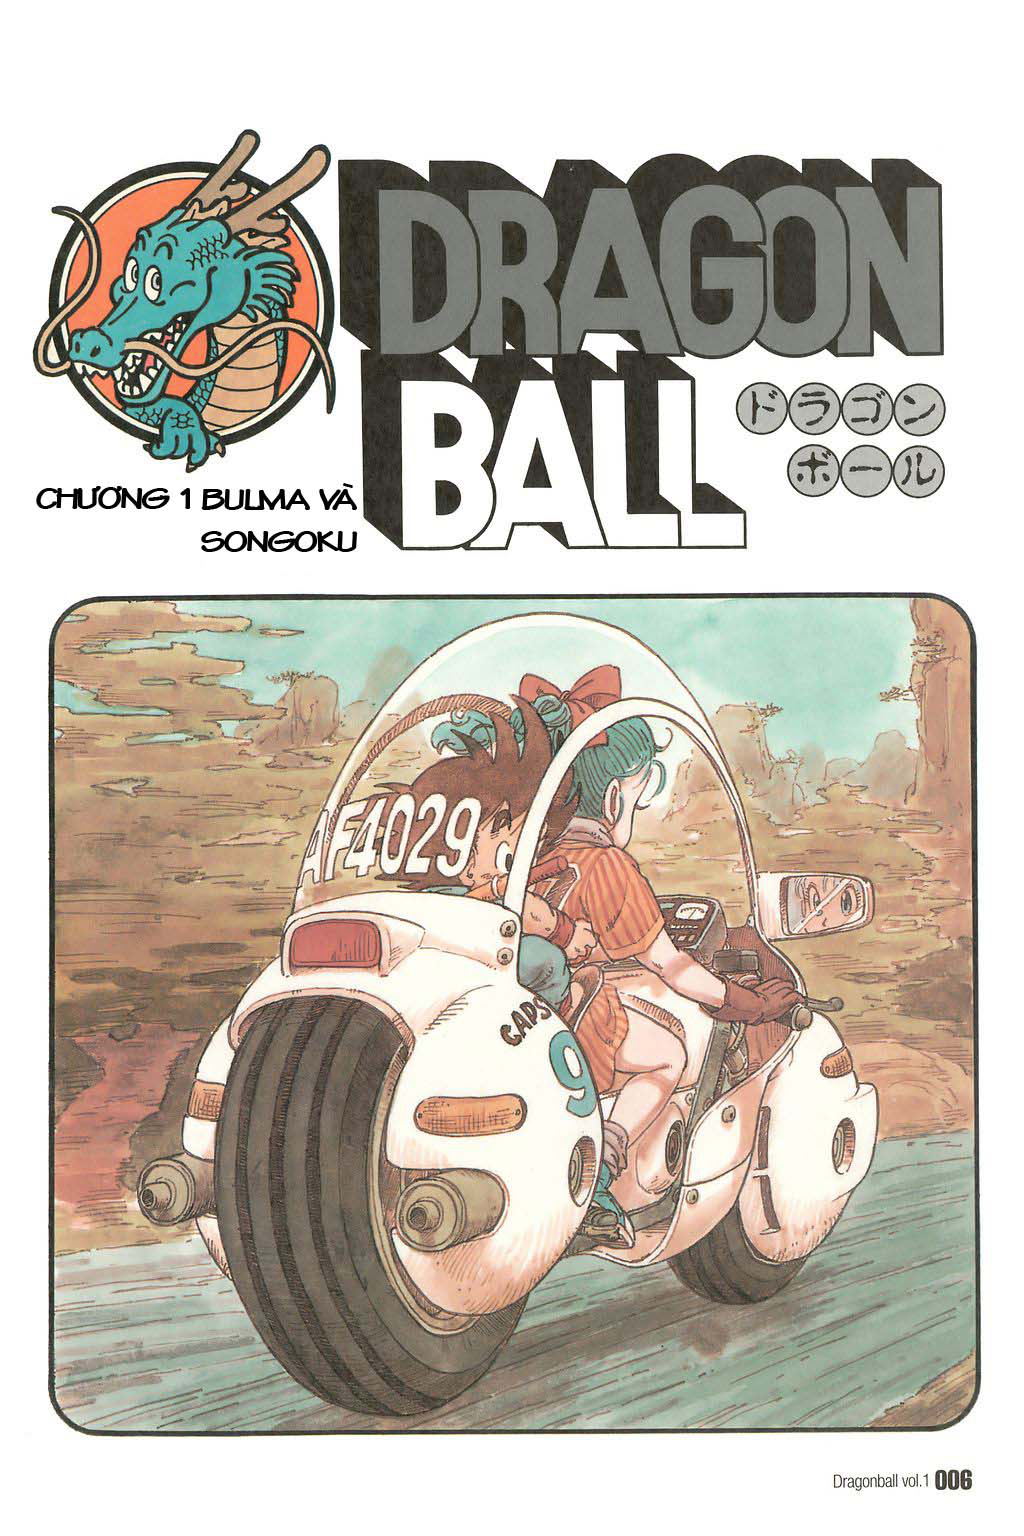 DRAGON
BALL
ドラゴン
ボール
CHƯƠNG 1 BULMA VÀ
SONGOKU
AF4029
CAPS
9
Dragonball vol.1 006